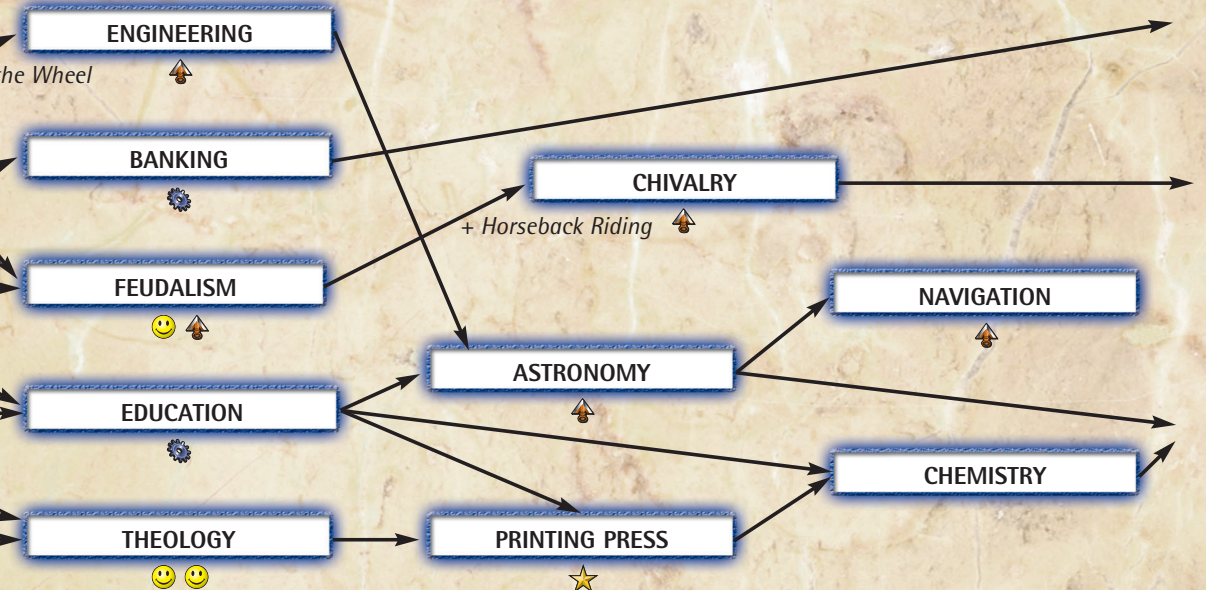 ENGINEERING
the Wheel
BANKING
CHIVALRY
+ Horseback Riding
FEUDALISM
NAVIGATION
ASTRONOMY
EDUCATION
CHEMISTRY
THEOLOGY
PRINTING PRESS